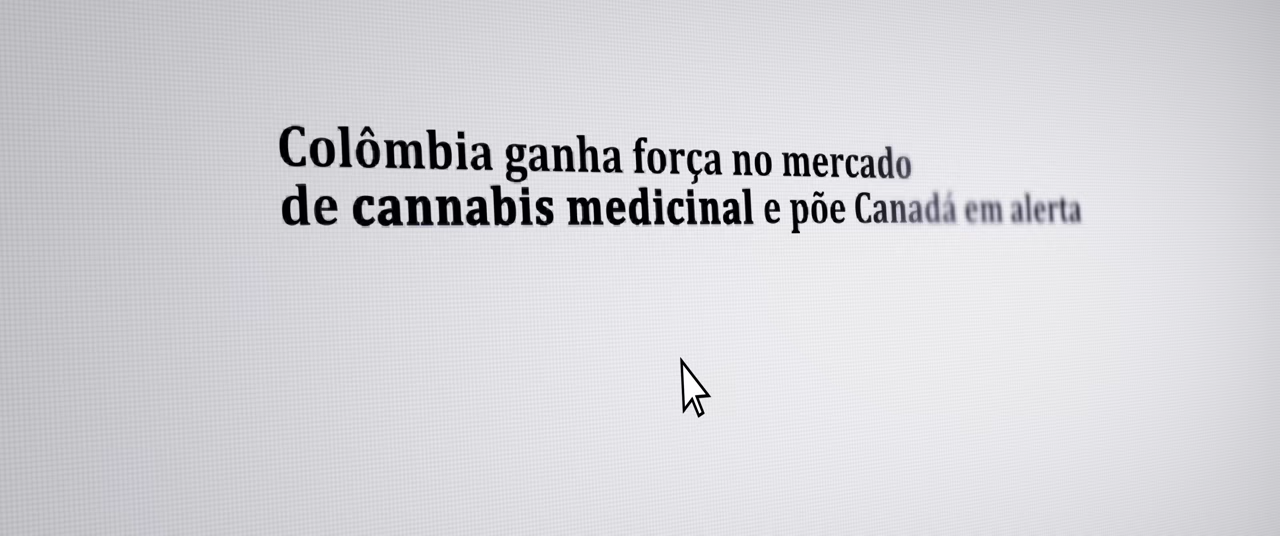 Colômbia ganha força no mercado
de cannabis medicinal e põe Canadá em alerta